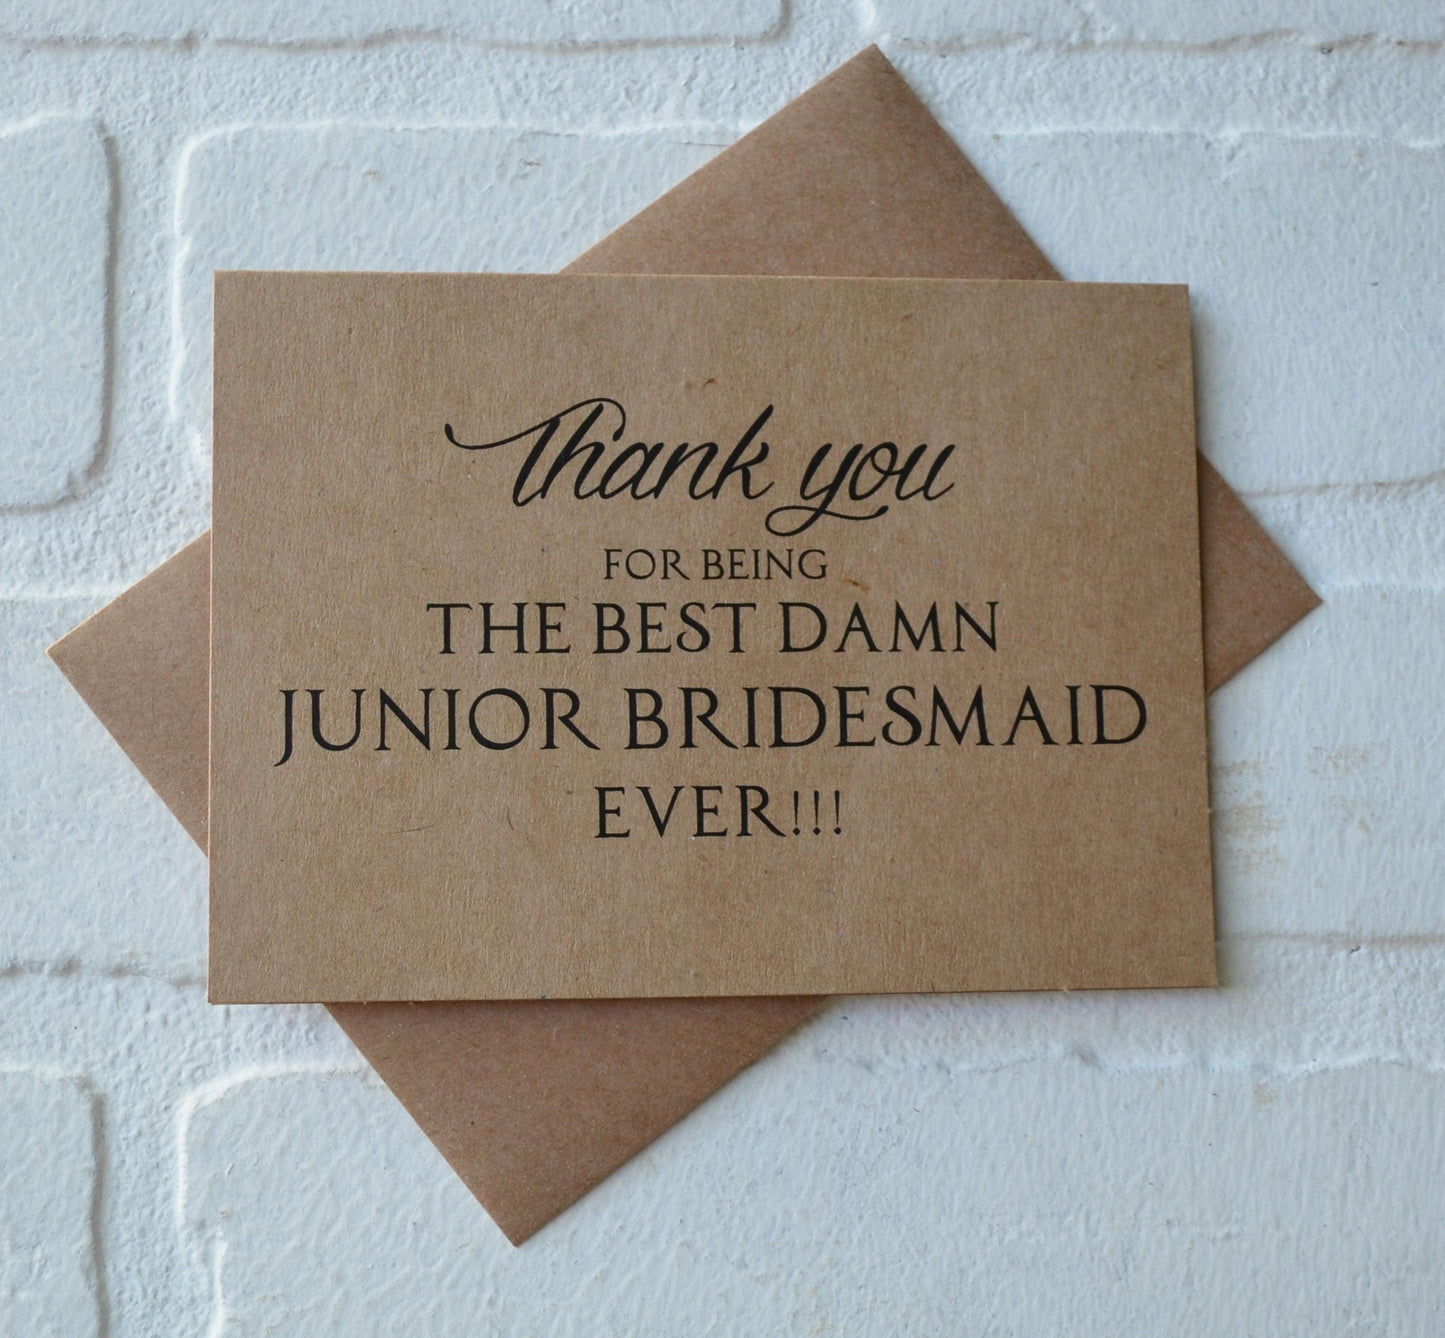 Thank you
FOR BEING
THE BEST DAMN
JUNIOR BRIDESMAID
EVER!!!